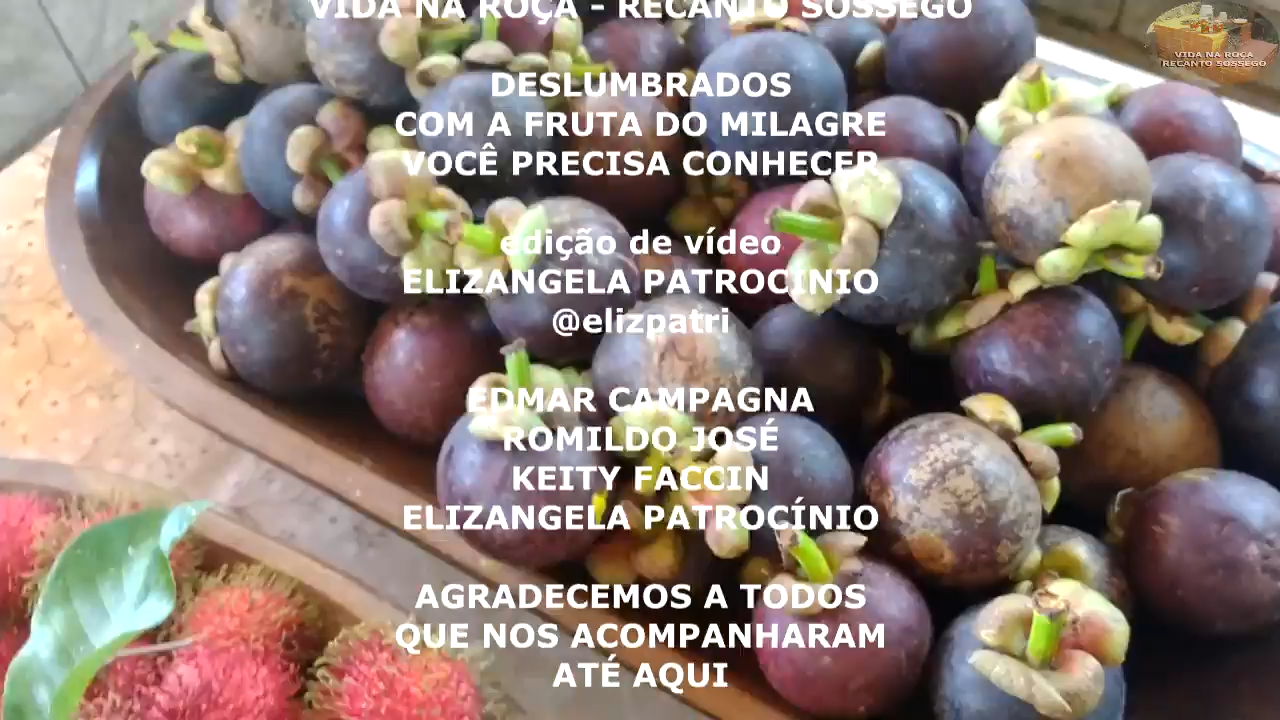 VIDA NA ROÇA - RECANTO SOSSEGO
VIDA NA ROÇA
RECANTO SOSSEGO
DESLUMBRADOS
COM A FRUTA DO MILAGRE
VOCÊ PRECISA CONHECER
edição de vídeo
ELIZANGELA PATROCÍNIO
@elizpatri
EDMAR CAMPAGNA
ROMILDO JOSÉ
KEITY FACCIN
ELIZANGELA PATROCÍNIO
AGRADECEMOS A TODOS
QUE NOS ACOMPANHARAM
ATÉ AQUI